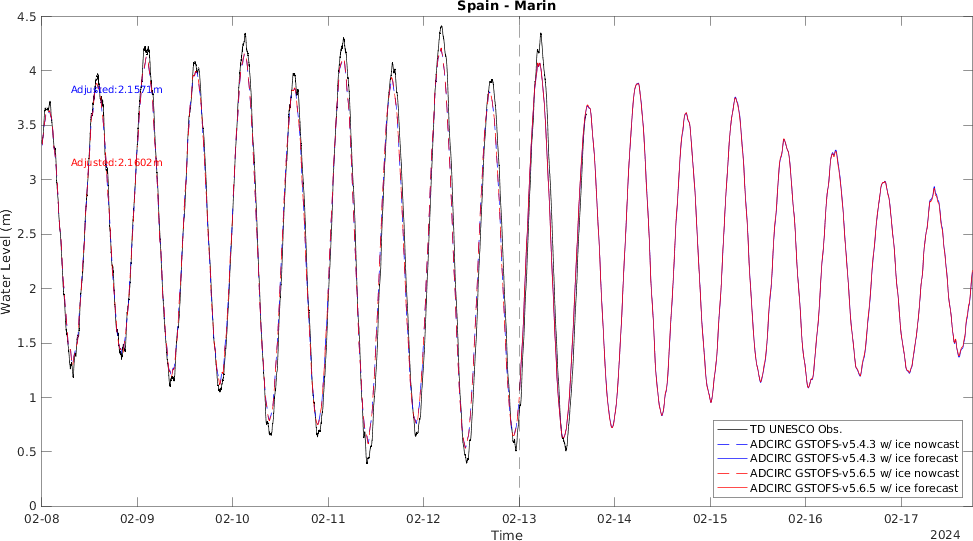 Spain - Marin
4.5
4
3.5
3
2.5
2
1.5
1
0.5
0
Water Level (m)
Adjusted:2.1571m
Adjusted:2.1602m
TD UNESCO Obs.
ADCIRC GSTOFS-v5.4.3 w/ ice nowcast
ADCIRC GSTOFS-v5.4.3 w/ ice forecast
ADCIRC GSTOFS-v5.6.5 w/ ice nowcast
ADCIRC GSTOFS-v5.6.5 w/ ice forecast
02-08 02-09 02-10 02-11 02-12 02-13 02-14 02-15 02-16 02-17
Time
2024